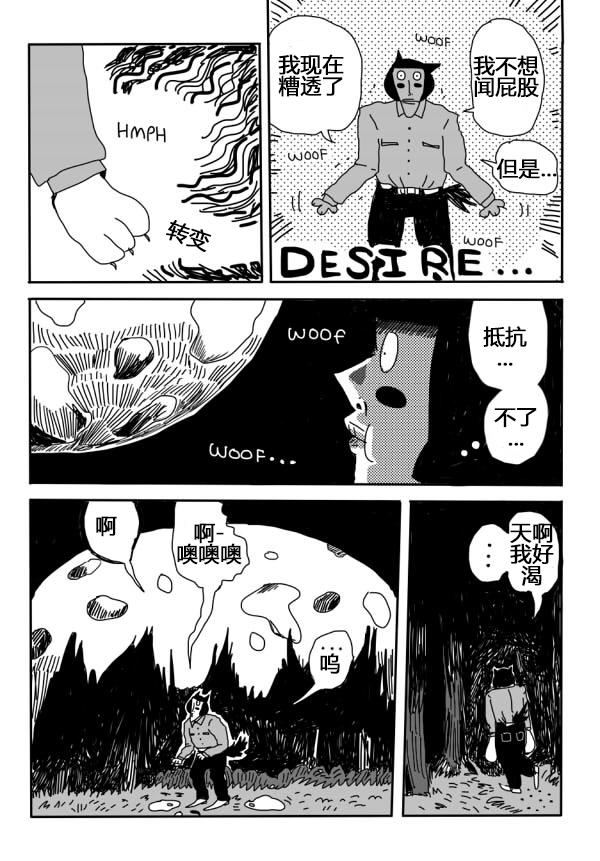 HMPH
转变
WOOF
我不想
闻屁股
我现在
糟透了
WOOF
但是...
WOOF
DESIRE...
WOOF
抵抗
...
不了
...
WOOF...
啊
啊-
噢噢噢
...
呜
天啊
我好
渴
...